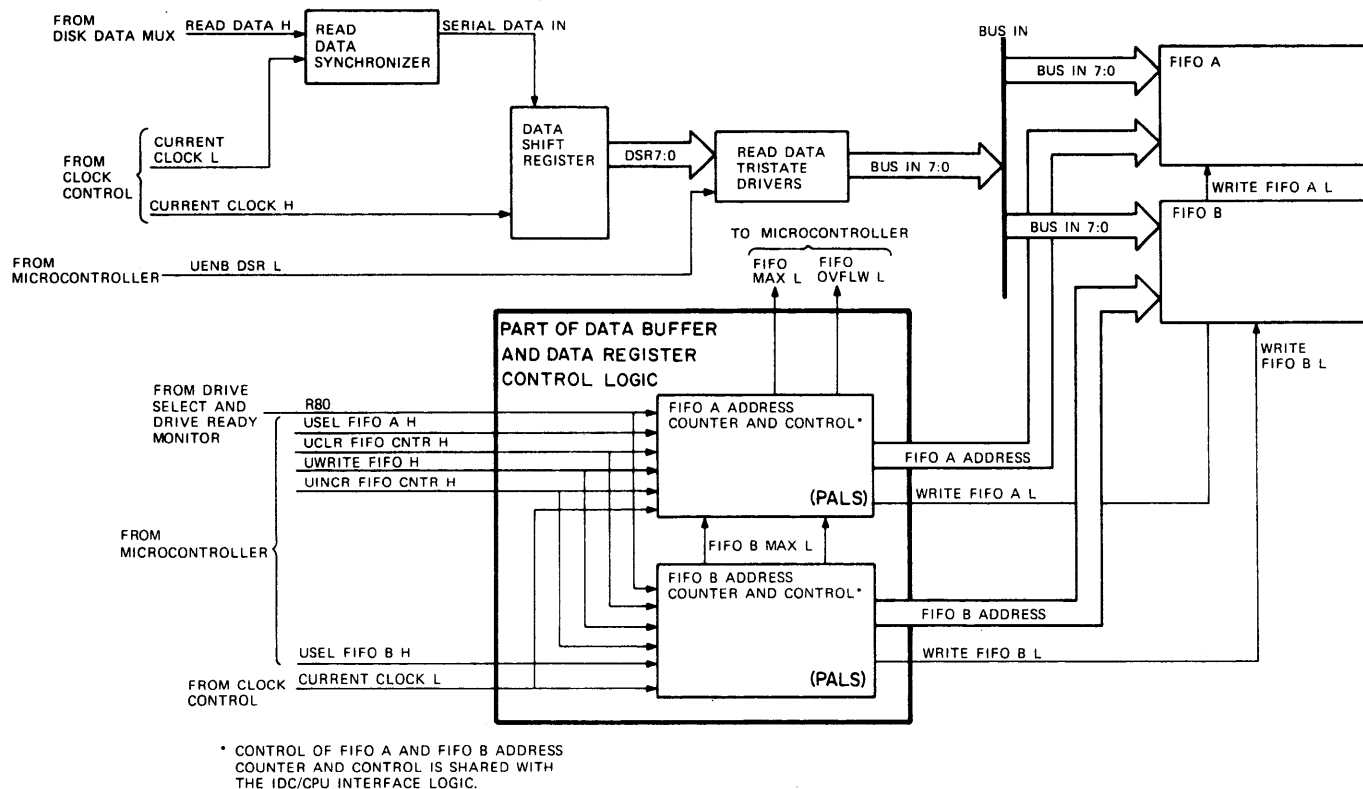 FROM
DISK DATA MUX
READ DATA H
READ
DATA
SYNCHRONIZER
SERIAL DATA IN
BUS IN
FIFO A
BUS IN 7:0
CURRENT
CLOCK L
FROM
CLOCK
CONTROL
CURRENT CLOCK H
DATA
SHIFT
REGISTER
DSR7:0
READ DATA
TRISTATE
DRIVERS
BUS IN 7:0
WRITE FIFO A L
FIFO B
BUS IN 7:0
FROM
MICROCONTROLLER
UENB DSR L
TO MICROCONTROLLER
FIFO
MAX L
FIFO
OVFLW L
WRITE
FIFO B L
PART OF DATA BUFFER
AND DATA REGISTER
CONTROL LOGIC
FROM DRIVE
SELECT AND
DRIVE READY
MONITOR
R80
USEL FIFO A H
UCLR FIFO CNTR H
UWRITE FIFO H
UINCR FIFO CNTR H
FIFO A ADDRESS
COUNTER AND CONTROL*
(PALS)
FIFO A ADDRESS
WRITE FIFO A L
FROM
MICROCONTROLLER
FIFO B MAX L
FIFO B ADDRESS
COUNTER AND CONTROL*
(PALS)
FIFO B ADDRESS
WRITE FIFO B L
USEL FIFO B H
FROM CLOCK
CONTROL
CURRENT CLOCK L
* CONTROL OF FIFO A AND FIFO B ADDRESS
COUNTER AND CONTROL IS SHARED WITH
THE IDC/CPU INTERFACE LOGIC.